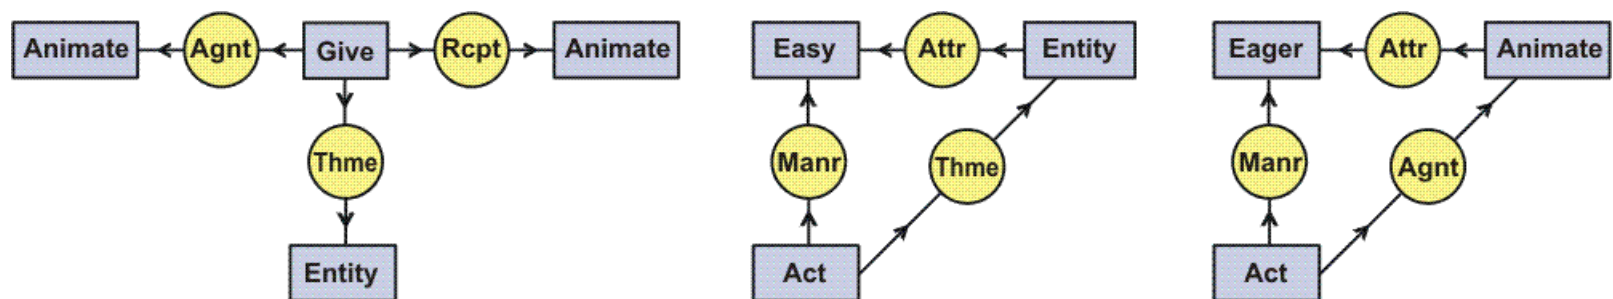 Animate Agnt Give Rcpt Animate Easy Attr Entity Eager Attr Animate
Thme Manr Thme Manr Agnt
Entity Act Act